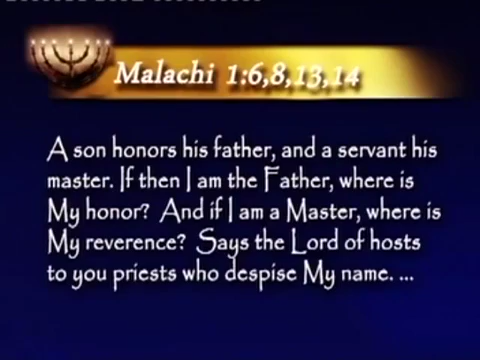 Malachi 1:6,8,13,14
A son honors his father, and a servant his
master. If then I am the Father, where is
My honor? And if I am a Master, where is
My reverence? Says the Lord of hosts
to you priests who despise My name. ...